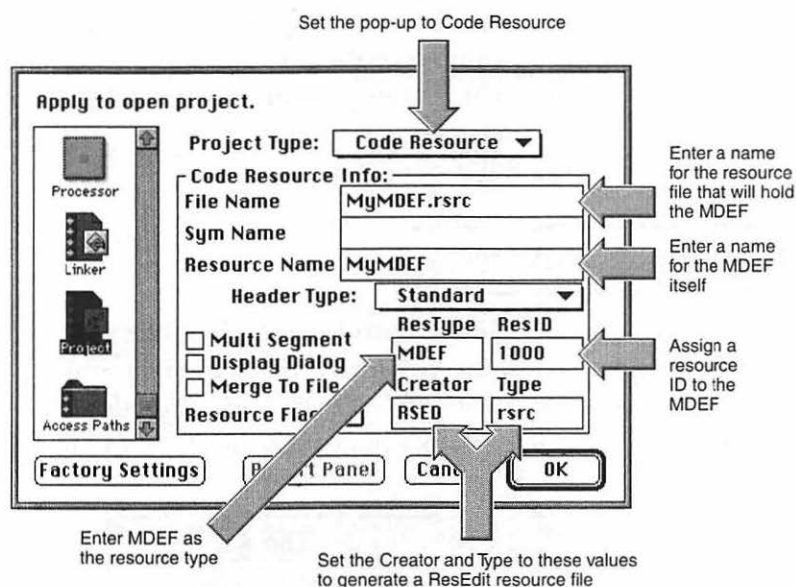 Set the pop-up to Code Resource
Apply to open project.
Project Type: Code Resource
Processor
Linker
Project
Access Paths
Code Resource Info:
File Name MyMDEF.rsrc
Sym Name
Resource Name MyMDEF
Header Type: Standard
Multi Segment
Display Dialog
Merge To File
ResType ResID
MDEF 1000
Creator Type
Resource Flag
RSED rsrc
Factory Settings
t Panel
Canc
OK
Enter a name
for the resource
file that will hold
the MDEF
Enter a name
for the MDEF
itself
Assign a
resource
ID to the
MDEF
Enter MDEF as
the resource type
Set the Creator and Type to these values
to generate a ResEdit resource file